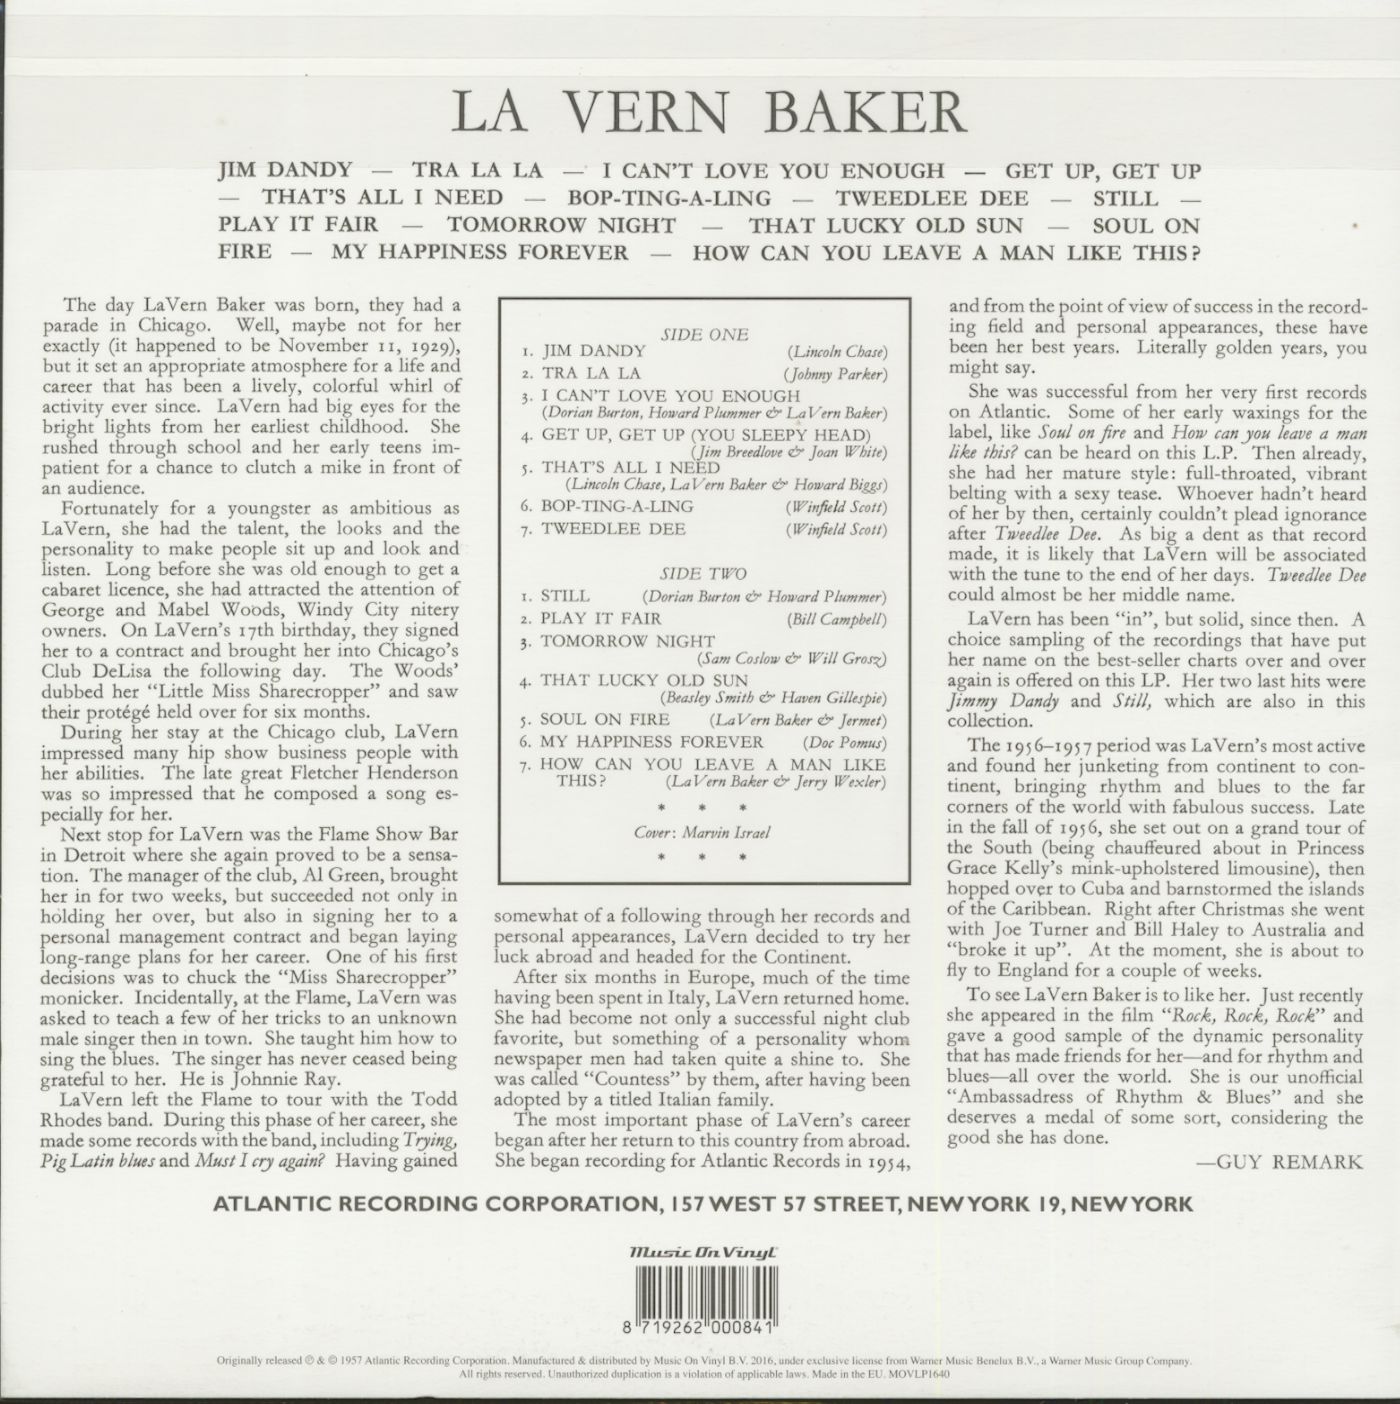 LA VERN BAKER
JIM DANDY — TRA LA LA — I CAN'T LOVE YOU ENOUGH — GET UP, GET UP
— THAT'S ALL I NEED — BOP-TING-A-LING — TWEEDLEE DEE — STILL —
PLAY IT FAIR — TOMORROW NIGHT — THAT LUCKY OLD SUN — SOUL ON
FIRE — MY HAPPINESS FOREVER — HOW CAN YOU LEAVE A MAN LIKE THIS?
The day LaVern Baker was born, they had a
parade in Chicago. Well, maybe not for her
exactly (it happened to be November 11, 1929),
but it set an appropriate atmosphere for a life and
career that has been a lively, colorful whirl of
activity ever since. LaVern had big eyes for the
bright lights from her earliest childhood. She
rushed through school and her early teens im-
patient for a chance to clutch a mike in front of
an audience.
Fortunately for a youngster as ambitious as
LaVern, she had the talent, the looks and the
personality to make people sit up and look and
listen. Long before she was old enough to get a
cabaret licence, she had attracted the attention of
George and Mabel Woods, Windy City nitery
owners. On LaVern's 17th birthday, they signed
her to a contract and brought her into Chicago's
Club DeLisa the following day. The Woods'
dubbed her "Little Miss Sharecropper" and saw
their protégé held over for six months.
During her stay at the Chicago club, LaVern
impressed many hip show business people with
her abilities. The late great Fletcher Henderson
was so impressed that he composed a song es-
pecially for her.
Next stop for LaVern was the Flame Show Bar
in Detroit where she again proved to be a sensa-
tion. The manager of the club, Al Green, brought
her in for two weeks, but succeeded not only in
holding her over, but also in signing her to a
personal management contract and began laying
long-range plans for her career. One of his first
decisions was to chuck the "Miss Sharecropper"
monicker. Incidentally, at the Flame, LaVern was
asked to teach a few of her tricks to an unknown
male singer then in town. She taught him how to
sing the blues. The singer has never ceased being
grateful to her. He is Johnnie Ray.
LaVern left the Flame to tour with the Todd
Rhodes band. During this phase of her career, she
made some records with the band, including Trying,
Pig Latin blues and Must I cry again? Having gained
SIDE ONE
1. JIM DANDY (Lincoln Chase)
2. TRA LA LA (Johnny Parker)
3. I CAN'T LOVE YOU ENOUGH
(Dorian Burton, Howard Plummer & LaVern Baker)
4. GET UP, GET UP (YOU SLEEPY HEAD)
(Jim Breedlove & Joan White)
5. THAT'S ALL I NEED
(Lincoln Chase, LaVern Baker & Howard Biggs)
6. BOP-TING-A-LING (Winfield Scott)
7. TWEEDLEE DEE (Winfield Scott)
SIDE TWO
1. STILL (Dorian Burton & Howard Plummer)
2. PLAY IT FAIR (Bill Campbell)
3. TOMORROW NIGHT
(Sam Coslow & Will Grosz)
4. THAT LUCKY OLD SUN
(Beasley Smith & Haven Gillespie)
5. SOUL ON FIRE (LaVern Baker & Jermet)
6. MY HAPPINESS FOREVER (Doc Pomus)
7. HOW CAN YOU LEAVE A MAN LIKE
THIS? (LaVern Baker & Jerry Wexler)
* * *
Cover: Marvin Israel
* * *
somewhat of a following through her records and
personal appearances, LaVern decided to try her
luck abroad and headed for the Continent.
After six months in Europe, much of the time
having been spent in Italy, LaVern returned home.
She had become not only a successful night club
favorite, but something of a personality whom
newspaper men had taken quite a shine to. She
was called "Countess" by them, after having been
adopted by a titled Italian family.
The most important phase of LaVern's career
began after her return to this country from abroad.
She began recording for Atlantic Records in 1954,
and from the point of view of success in the record-
ing field and personal appearances, these have
been her best years. Literally golden years, you
might say.
She was successful from her very first records
on Atlantic. Some of her early waxings for the
label, like Soul on fire and How can you leave a man
like this? can be heard on this L.P. Then already,
she had her mature style: full-throated, vibrant
belting with a sexy tease. Whoever hadn't heard
of her by then, certainly couldn't plead ignorance
after Tweedlee Dee. As big a dent as that record
made, it is likely that LaVern will be associated
with the tune to the end of her days. Tweedlee Dee
could almost be her middle name.
LaVern has been "in", but solid, since then. A
choice sampling of the recordings that have put
her name on the best-seller charts over and over
again is offered on this LP. Her two last hits were
Jimmy Dandy and Still, which are also in this
collection.
The 1956–1957 period was LaVern's most active
and found her junketing from continent to con-
tinent, bringing rhythm and blues to the far
corners of the world with fabulous success. Late
in the fall of 1956, she set out on a grand tour of
the South (being chauffeured about in Princess
Grace Kelly's mink-upholstered limousine), then
hopped over to Cuba and barnstormed the islands
of the Caribbean. Right after Christmas she went
with Joe Turner and Bill Haley to Australia and
"broke it up". At the moment, she is about to
fly to England for a couple of weeks.
To see LaVern Baker is to like her. Just recently
she appeared in the film "Rock, Rock, Rock" and
gave a good sample of the dynamic personality
that has made friends for her—and for rhythm and
blues—all over the world. She is our unofficial
"Ambassadress of Rhythm & Blues" and she
deserves a medal of some sort, considering the
good she has done.
—GUY REMARK
ATLANTIC RECORDING CORPORATION, 157 WEST 57 STREET, NEW YORK 19, NEW YORK
Music On Vinyl
8 719262 000841
Originally released ℗ & © 1957 Atlantic Recording Corporation. Manufactured & distributed by Music On Vinyl B.V. 2016, under exclusive license from Warner Music Benelux B.V., a Warner Music Group Company.
All rights reserved. Unauthorized duplication is a violation of applicable laws. Made in the EU. MOVLP1640